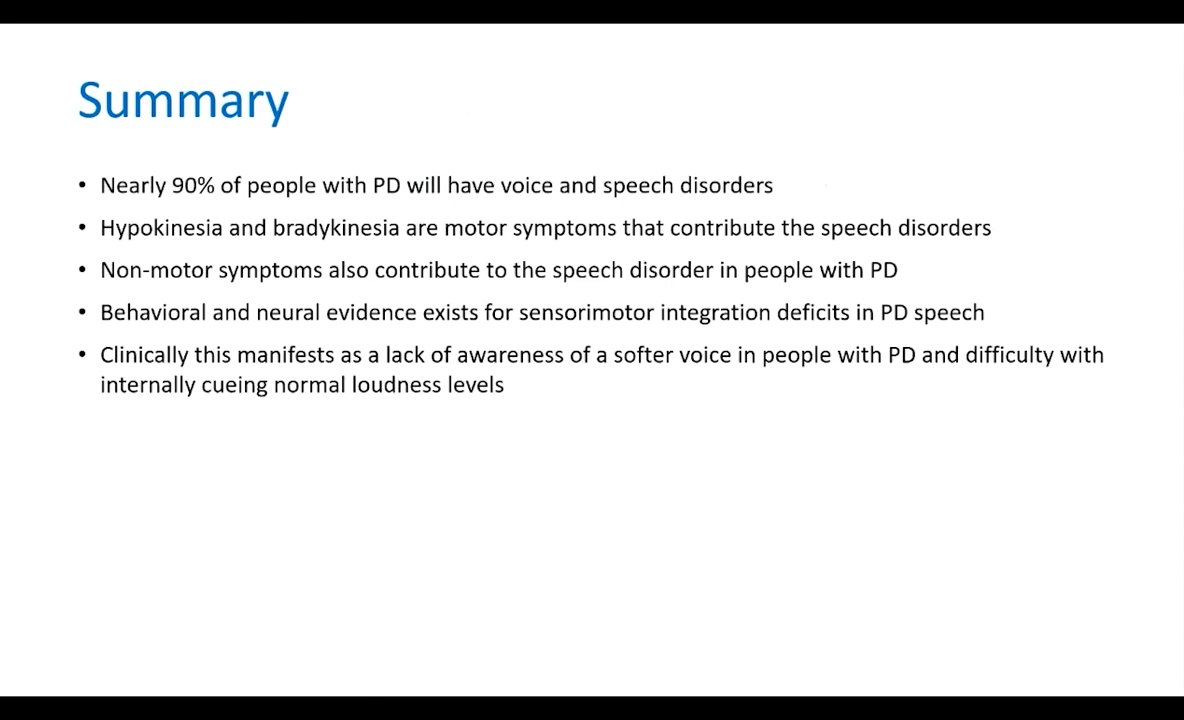 Summary
• Nearly 90% of people with PD will have voice and speech disorders
• Hypokinesia and bradykinesia are motor symptoms that contribute the speech disorders
• Non-motor symptoms also contribute to the speech disorder in people with PD
• Behavioral and neural evidence exists for sensorimotor integration deficits in PD speech
• Clinically this manifests as a lack of awareness of a softer voice in people with PD and difficulty with
internally cueing normal loudness levels